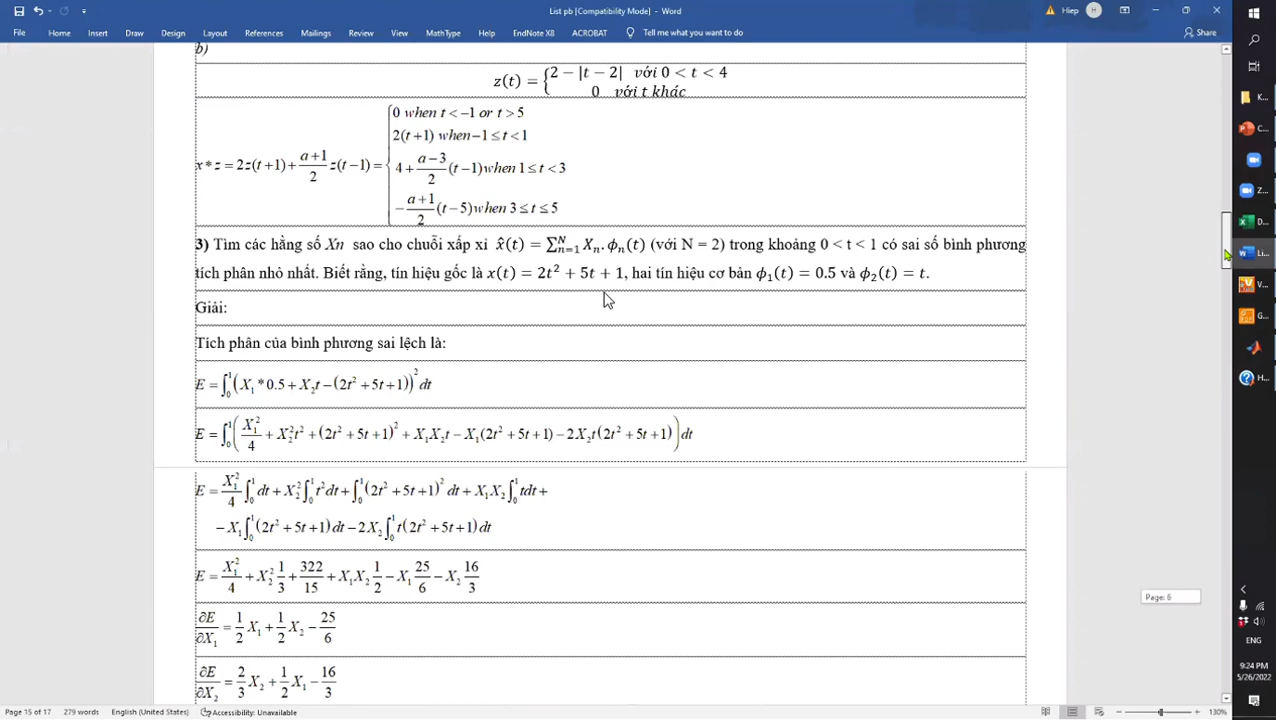 List pb [Compatibility Mode] - Word
Hiep H
File Home Insert Draw Design Layout References Mailings Review View MathType Help EndNote X9 ACROBAT Tell me what you want to do Share
b)
z(t) = {2 − |t − 2| với 0 < t < 4
0 với t khác
x * z = 2z(t+1) + (a+1)/2 z(t−1) = {0 when t < −1 or t > 5
2(t+1) when −1 ≤ t < 1
4 + (a−3)/2 (t−1) when 1 ≤ t < 3
−(a+1)/2 (t−5) when 3 ≤ t ≤ 5
3) Tìm các hằng số Xn sao cho chuỗi xấp xỉ x̂(t) = ∑ₙ₌₁ᴺ Xₙ. ϕₙ(t) (với N = 2) trong khoảng 0 < t < 1 có sai số bình phương
tích phân nhỏ nhất. Biết rằng, tín hiệu gốc là x(t) = 2t² + 5t + 1, hai tín hiệu cơ bản ϕ₁(t) = 0.5 và ϕ₂(t) = t.
Giải:
Tích phân của bình phương sai lệch là:
E = ∫₀¹ (X₁ * 0.5 + X₂t − (2t² + 5t + 1))² dt
E = ∫₀¹ (X₁²/4 + X₂²t² + (2t² + 5t + 1)² + X₁X₂t − X₁(2t² + 5t + 1) − 2X₂t(2t² + 5t + 1)) dt
E = X₁²/4 ∫₀¹ dt + X₂² ∫₀¹ t²dt + ∫₀¹ (2t² + 5t + 1)² dt + X₁X₂ ∫₀¹ tdt +
− X₁ ∫₀¹ (2t² + 5t + 1) dt − 2X₂ ∫₀¹ t(2t² + 5t + 1) dt
E = X₁²/4 + X₂² 1/3 + 322/15 + X₁X₂ 1/2 − X₁ 25/6 − X₂ 16/3
∂E/∂X₁ = 1/2 X₁ + 1/2 X₂ − 25/6
∂E/∂X₂ = 2/3 X₂ + 1/2 X₁ − 16/3
Page: 6
Page 15 of 17 279 words English (United States) Accessibility: Unavailable 130%
K...
C...
Z...
D...
Li...
V...
G...
H...
ENG
9:24 PM
5/26/2022